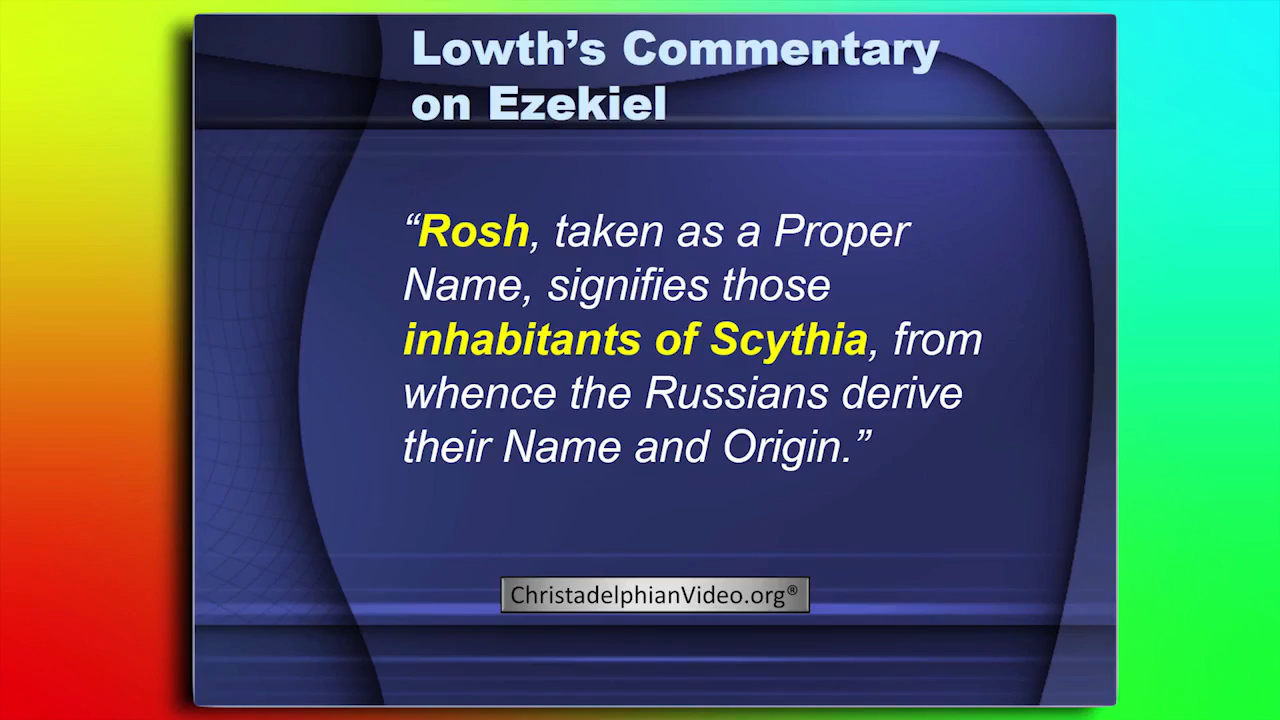 Lowth’s Commentary
on Ezekiel
“Rosh, taken as a Proper
Name, signifies those
inhabitants of Scythia, from
whence the Russians derive
their Name and Origin.”
ChristadelphianVideo.org®